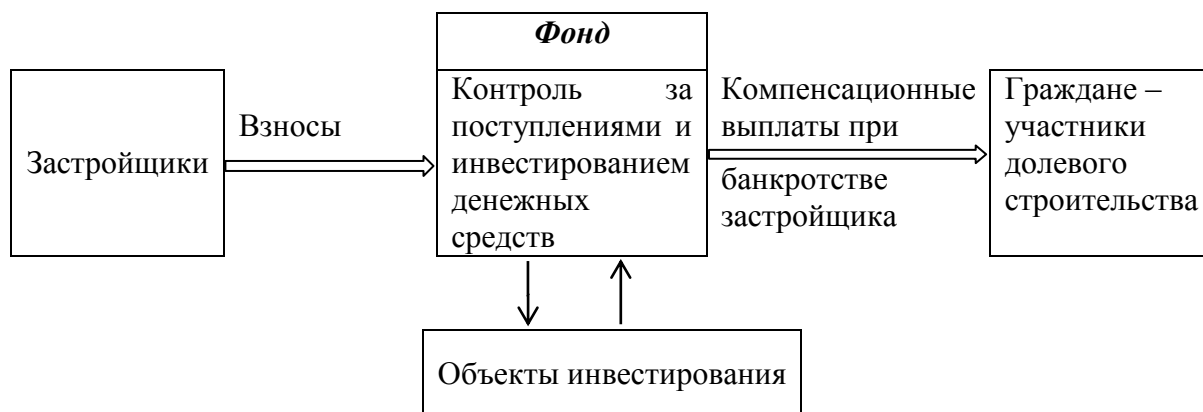 Фонд
Застройщики
Взносы
Контроль за
поступлениями и
инвестированием
денежных
средств
Компенсационные
выплаты при
банкротстве
застройщика
Граждане –
участники
долевого
строительства
Объекты инвестирования